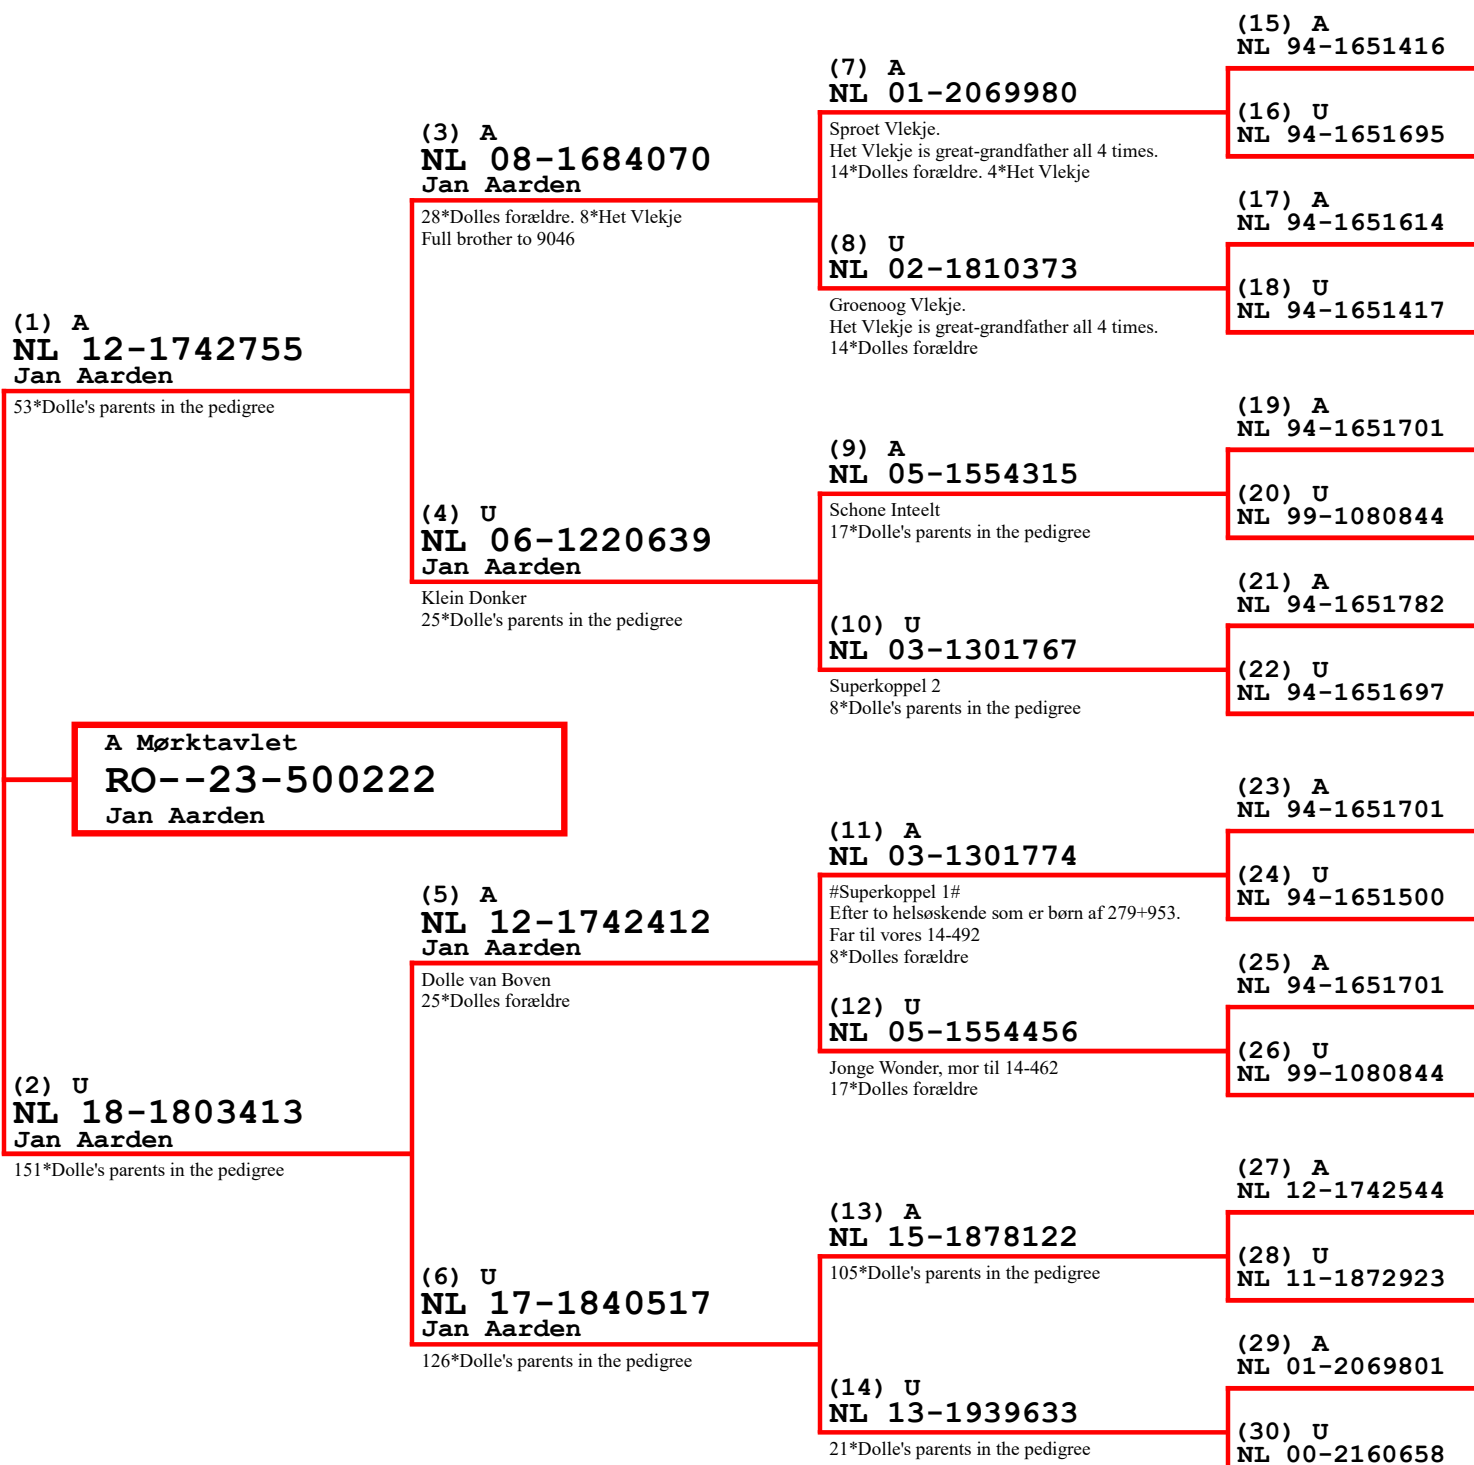 (1) A
NL 12-1742755
Jan Aarden
53*Dolle's parents in the pedigree
A Mørktavlet
RO--23-500222
Jan Aarden
(2) U
NL 18-1803413
Jan Aarden
151*Dolle's parents in the pedigree
(3) A
NL 08-1684070
Jan Aarden
28*Dolles forældre. 8*Het Vlekje
Full brother to 9046
(4) U
NL 06-1220639
Jan Aarden
Klein Donker
25*Dolle's parents in the pedigree
(5) A
NL 12-1742412
Jan Aarden
Dolle van Boven
25*Dolles forældre
(6) U
NL 17-1840517
Jan Aarden
126*Dolle's parents in the pedigree
(7) A
NL 01-2069980
Sproet Vlekje.
Het Vlekje is great-grandfather all 4 times.
14*Dolles forældre. 4*Het Vlekje
(8) U
NL 02-1810373
Groenoog Vlekje.
Het Vlekje is great-grandfather all 4 times.
14*Dolles forældre
(9) A
NL 05-1554315
Schone Inteelt
17*Dolle's parents in the pedigree
(10) U
NL 03-1301767
Superkoppel 2
8*Dolle's parents in the pedigree
(11) A
NL 03-1301774
#Superkoppel 1#
Efter to helsøskende som er børn af 279+953.
Far til vores 14-492
8*Dolles forældre
(12) U
NL 05-1554456
Jonge Wonder, mor til 14-462
17*Dolles forældre
(13) A
NL 15-1878122
105*Dolle's parents in the pedigree
(14) U
NL 13-1939633
21*Dolle's parents in the pedigree
(15) A
NL 94-1651416
(16) U
NL 94-1651695
(17) A
NL 94-1651614
(18) U
NL 94-1651417
(19) A
NL 94-1651701
(20) U
NL 99-1080844
(21) A
NL 94-1651782
(22) U
NL 94-1651697
(23) A
NL 94-1651701
(24) U
NL 94-1651500
(25) A
NL 94-1651701
(26) U
NL 99-1080844
(27) A
NL 12-1742544
(28) U
NL 11-1872923
(29) A
NL 01-2069801
(30) U
NL 00-2160658